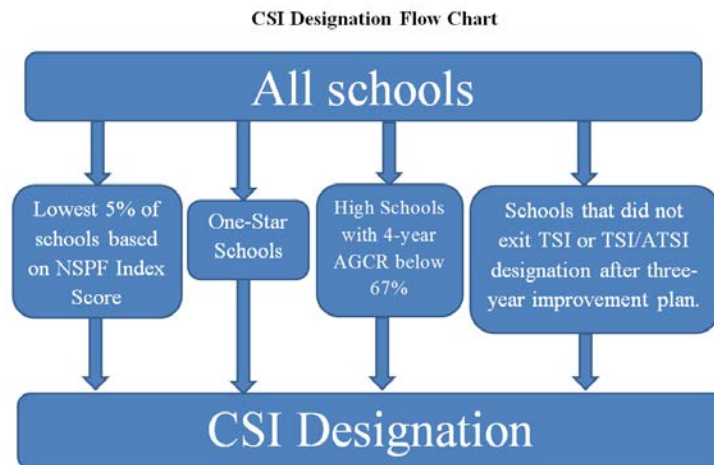 CSI Designation Flow Chart
All schools
Lowest 5% of
schools based
on NSPF Index
Score
One-Star
Schools
High Schools
with 4-year
AGCR below
67%
Schools that did not
exit TSI or TSI/ATSI
designation after three-
year improvement plan.
CSI Designation